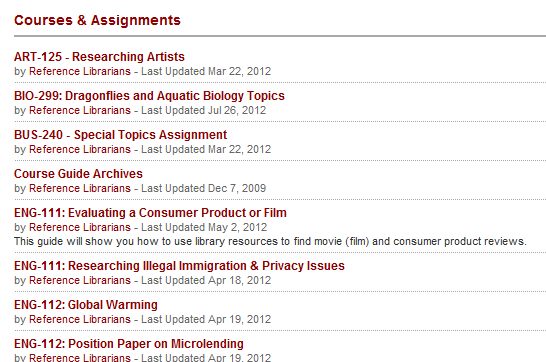 Courses & Assignments
ART-125 - Researching Artists
by Reference Librarians - Last Updated Mar 22, 2012
BIO-299: Dragonflies and Aquatic Biology Topics
by Reference Librarians - Last Updated Jul 26, 2012
BUS-240 - Special Topics Assignment
by Reference Librarians - Last Updated Mar 22, 2012
Course Guide Archives
by Reference Librarians - Last Updated Dec 7, 2009
ENG-111: Evaluating a Consumer Product or Film
by Reference Librarians - Last Updated May 2, 2012
This guide will show you how to use library resources to find movie (film) and consumer product reviews.
ENG-111: Researching Illegal Immigration & Privacy Issues
by Reference Librarians - Last Updated Apr 18, 2012
ENG-112: Global Warming
by Reference Librarians - Last Updated Apr 19, 2012
ENG-112: Position Paper on Microlending
by Reference Librarians - Last Updated Apr 19, 2012